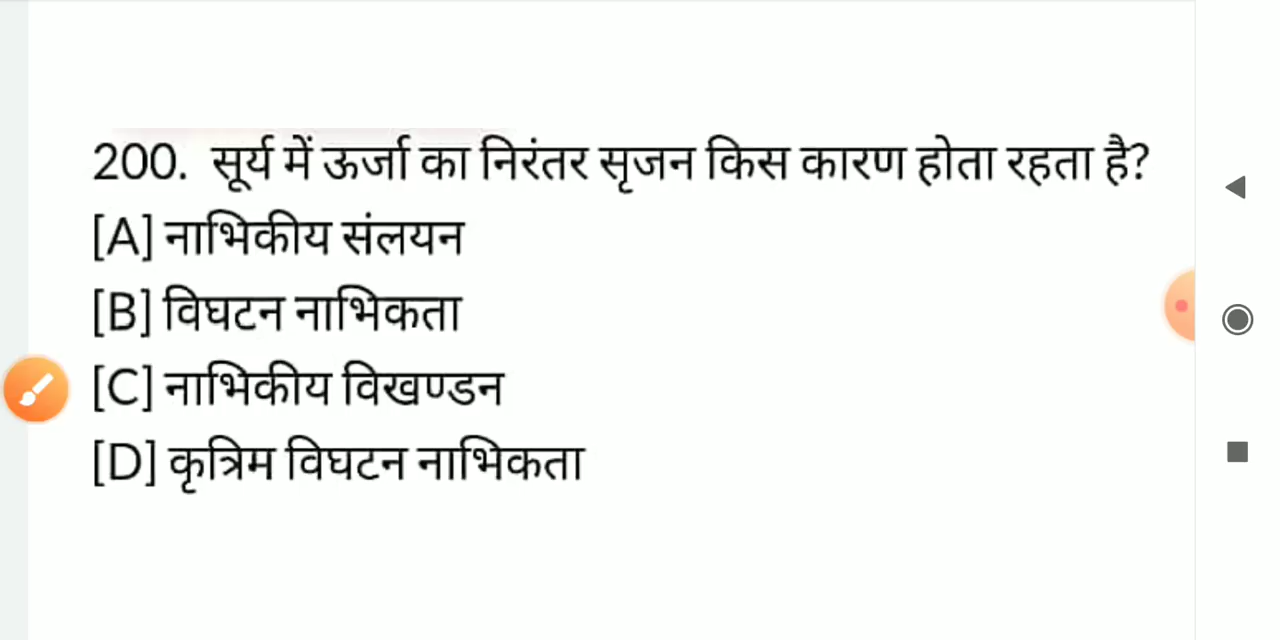 200. सूर्य में ऊर्जा का निरंतर सृजन किस कारण होता रहता है?
[A] नाभिकीय संलयन
[B] विघटन नाभिकता
[C] नाभिकीय विखण्डन
[D] कृत्रिम विघटन नाभिकता